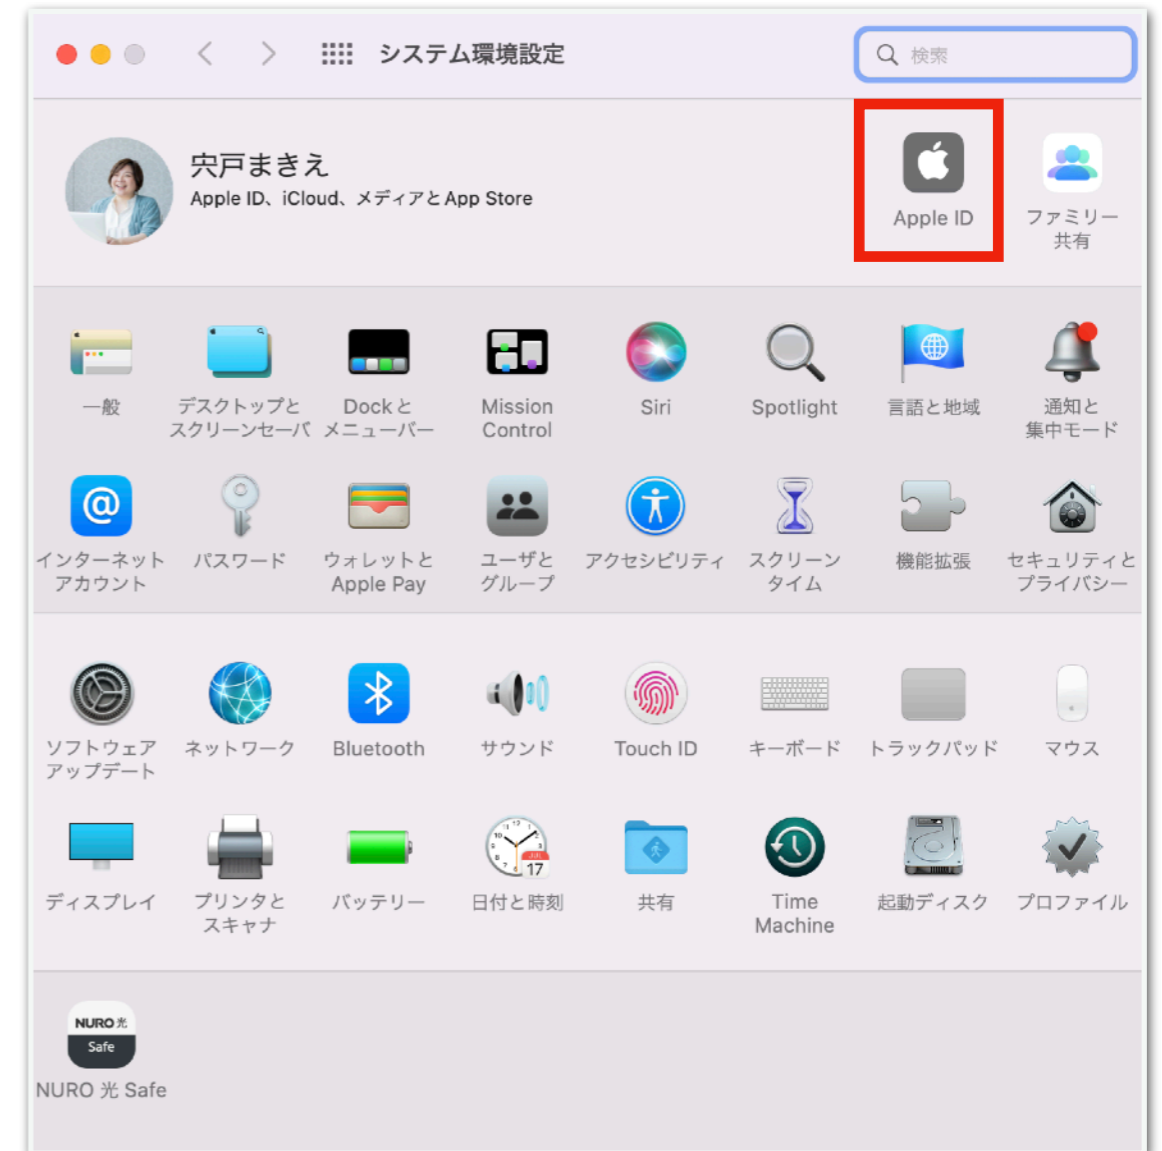 システム環境設定
検索
宍戸まきえ
Apple ID、iCloud、メディアとApp Store
Apple ID
ファミリー
共有
一般
デスクトップと
スクリーンセーバ
Dockと
メニューバー
Mission
Control
Siri
Spotlight
言語と地域
通知と
集中モード
インターネット
アカウント
パスワード
ウォレットと
Apple Pay
ユーザと
グループ
アクセシビリティ
スクリーン
タイム
機能拡張
セキュリティと
プライバシー
ソフトウェア
アップデート
ネットワーク
Bluetooth
サウンド
Touch ID
キーボード
トラックパッド
マウス
ディスプレイ
プリンタと
スキャナ
バッテリー
JUL
17
日付と時刻
共有
Time
Machine
起動ディスク
プロファイル
NURO 光
Safe
NURO 光 Safe